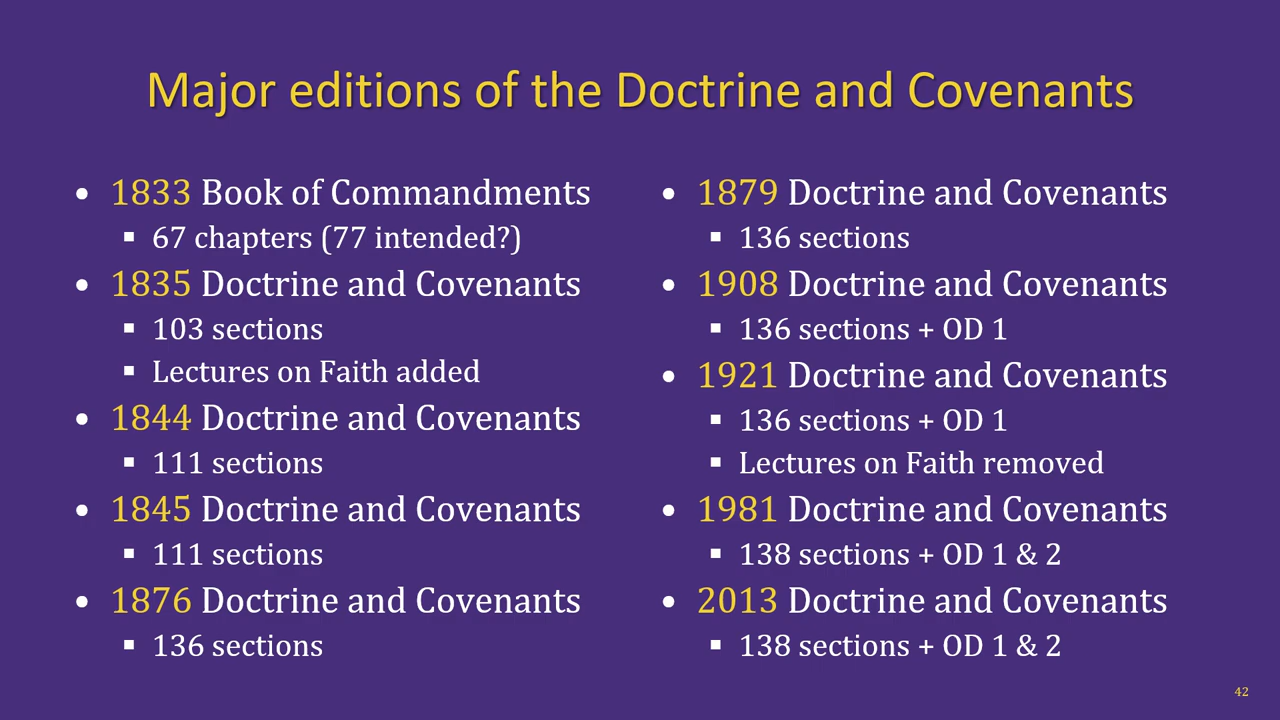 Major editions of the Doctrine and Covenants
• 1833 Book of Commandments
▪ 67 chapters (77 intended?)
• 1835 Doctrine and Covenants
▪ 103 sections
▪ Lectures on Faith added
• 1844 Doctrine and Covenants
▪ 111 sections
• 1845 Doctrine and Covenants
▪ 111 sections
• 1876 Doctrine and Covenants
▪ 136 sections
• 1879 Doctrine and Covenants
▪ 136 sections
• 1908 Doctrine and Covenants
▪ 136 sections + OD 1
• 1921 Doctrine and Covenants
▪ 136 sections + OD 1
▪ Lectures on Faith removed
• 1981 Doctrine and Covenants
▪ 138 sections + OD 1 & 2
• 2013 Doctrine and Covenants
▪ 138 sections + OD 1 & 2
42